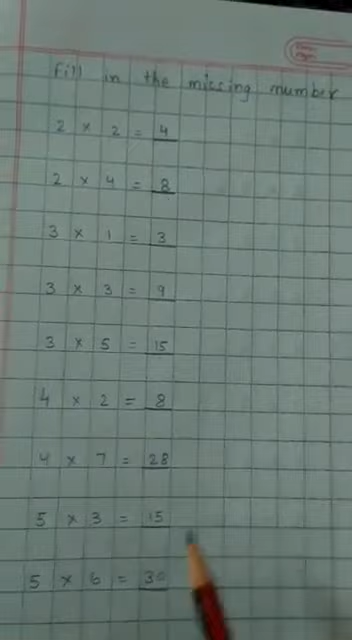 Fill in the missing number
2 × 2 = 4
2 × 4 = 8
3 × 1 = 3
3 × 3 = 9
3 × 5 = 15
4 × 2 = 8
4 × 7 = 28
5 × 3 = 15
5 × 6 = 30